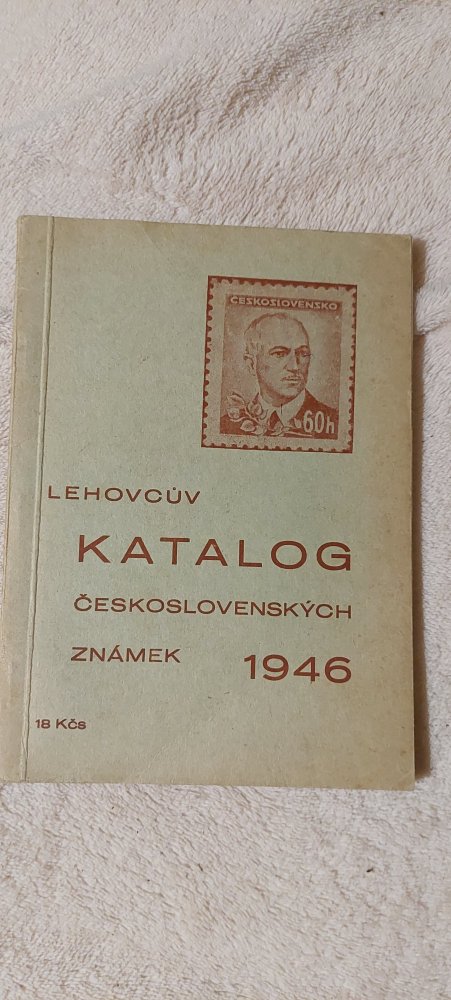 ČESKOSLOVENSKO
60h
LEHOVCŮV
KATALOG
ČESKOSLOVENSKÝCH
ZNÁMEK 1946
18 Kčs